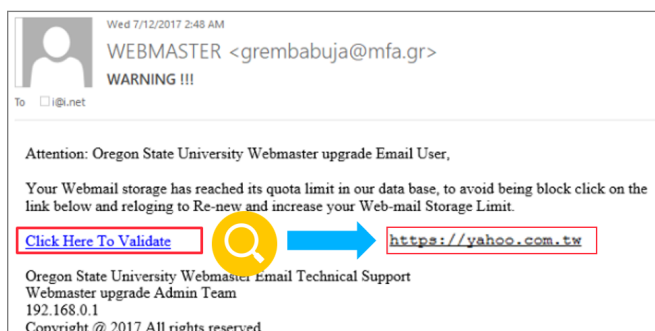 Wed 7/12/2017 2:48 AM
WEBMASTER <grembabuja@mfa.gr>
WARNING !!!
To i@i.net
Attention: Oregon State University Webmaster upgrade Email User,
Your Webmail storage has reached its quota limit in our data base, to avoid being block click on the
link below and reloging to Re-new and increase your Web-mail Storage Limit.
Click Here To Validate https://yahoo.com.tw
Oregon State University Webmaster Email Technical Support
Webmaster upgrade Admin Team
192.168.0.1
Copyright @ 2017 All rights reserved